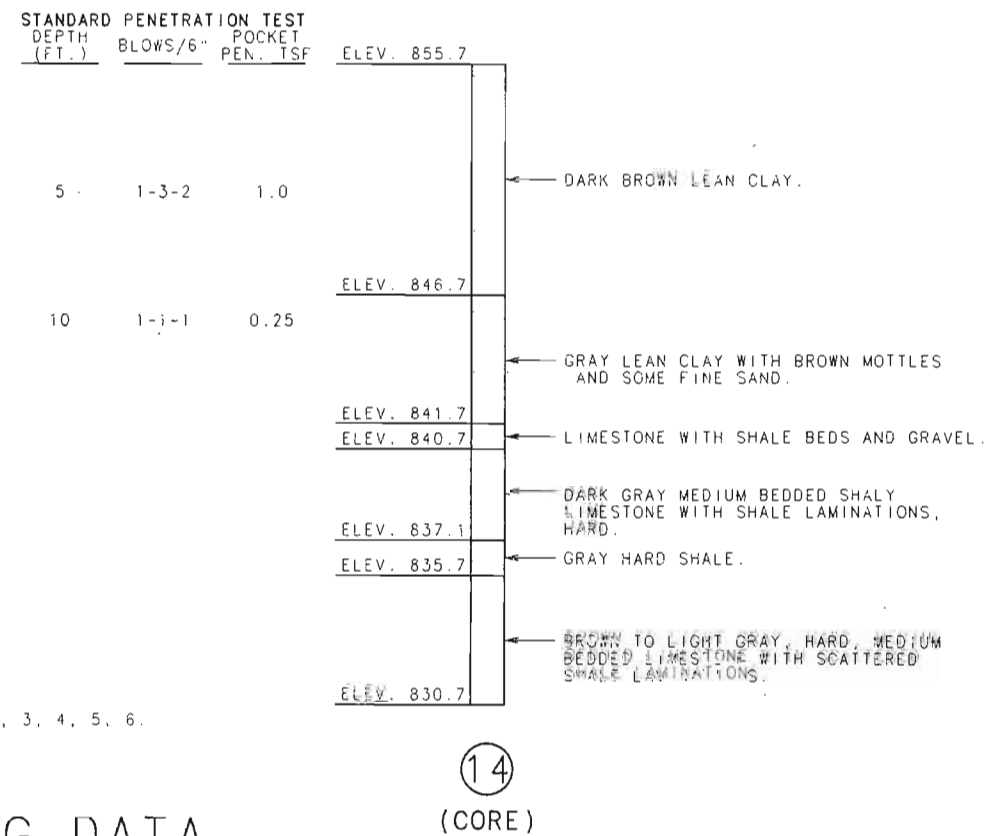 STANDARD PENETRATION TEST
DEPTH (FT.) BLOWS/6" POCKET PEN. TSF
ELEV. 855.7
DARK BROWN LEAN CLAY.
5 1-3-2 1.0
ELEV. 846.7
10 1-1-1 0.25
GRAY LEAN CLAY WITH BROWN MOTTLES
AND SOME FINE SAND.
ELEV. 841.7
ELEV. 840.7
LIMESTONE WITH SHALE BEDS AND GRAVEL.
DARK GRAY MEDIUM BEDDED SHALY
LIMESTONE WITH SHALE LAMINATIONS,
HARD.
ELEV. 837.1
GRAY HARD SHALE.
ELEV. 835.7
BROWN TO LIGHT GRAY, HARD, MEDIUM
BEDDED LIMESTONE WITH SCATTERED
SHALE LAMINATIONS.
ELEV. 830.7
, 3, 4, 5, 6.
14
(CORE)
G DATA